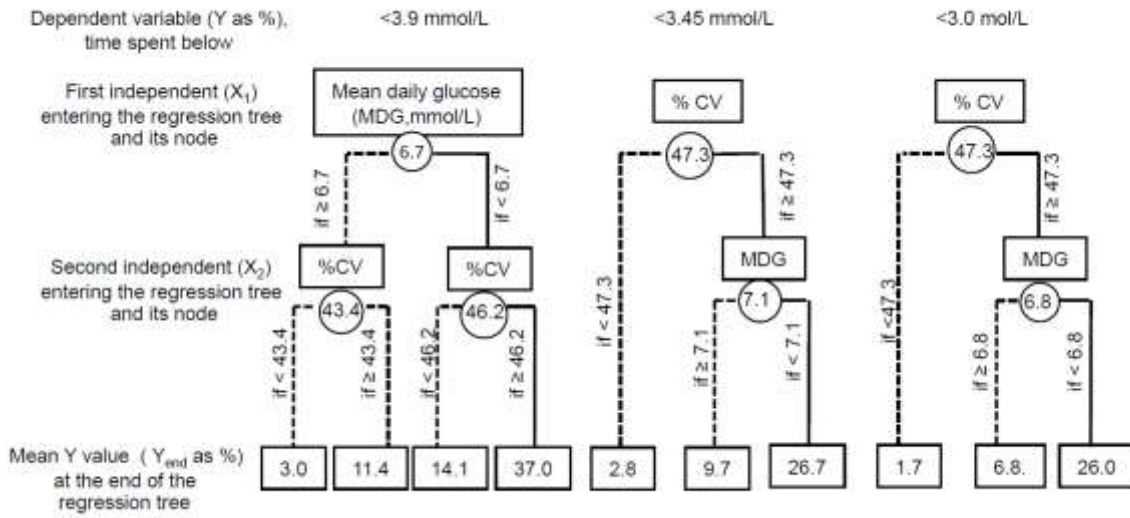 Dependent variable (Y as %),
time spent below
<3.9 mmol/L
<3.45 mmol/L
<3.0 mol/L
First independent (X₁)
entering the regression tree
and its node
Mean daily glucose
(MDG,mmol/L)
6.7
% CV
47.3
% CV
47.3
if ≥ 6.7
if < 6.7
if ≥ 47.3
if ≥ 47.3
Second independent (X₂)
entering the regression tree
and its node
%CV
43.4
%CV
46.2
MDG
7.1
MDG
6.8
if < 43.4
if ≥ 43.4
if < 46.2
if ≥ 46.2
if < 47.3
if ≥ 7.1
if < 7.1
if <47.3
if ≥ 6.8
if < 6.8
Mean Y value ( Yend as %)
at the end of the
regression tree
3.0
11.4
14.1
37.0
2.8
9.7
26.7
1.7
6.8.
26.0